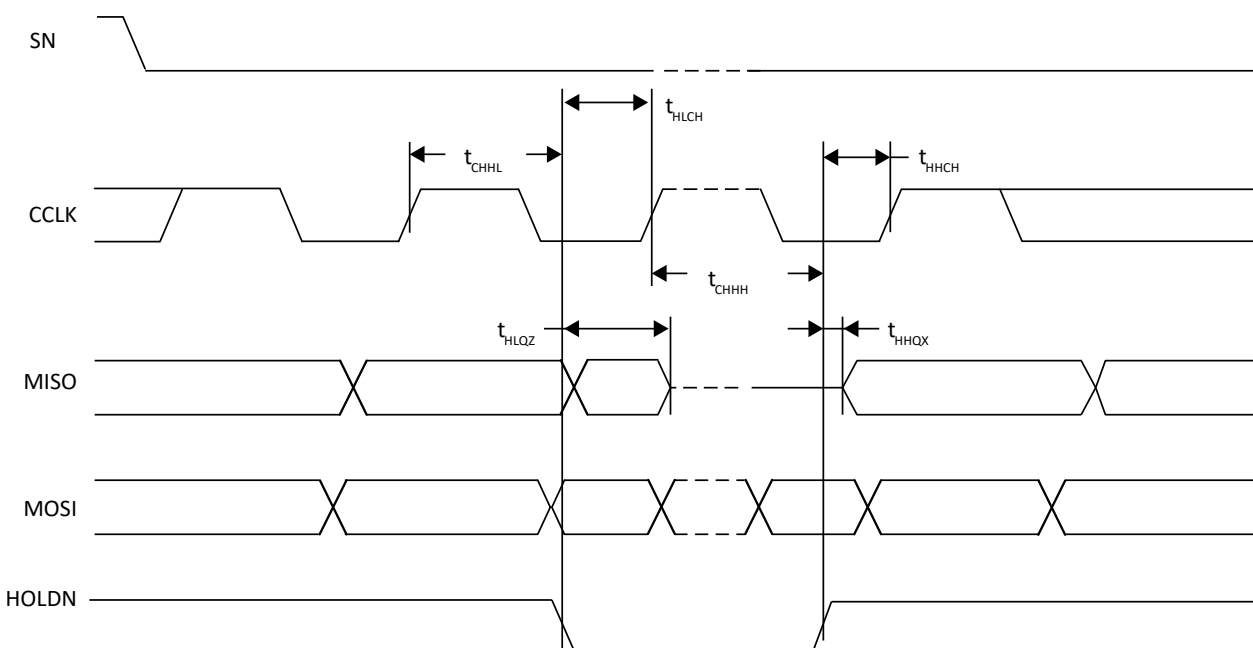 SN
tHLCH
tCHHL
tHHCH
CCLK
tCHHH
tHLQZ
tHHQX
MISO
MOSI
HOLDN